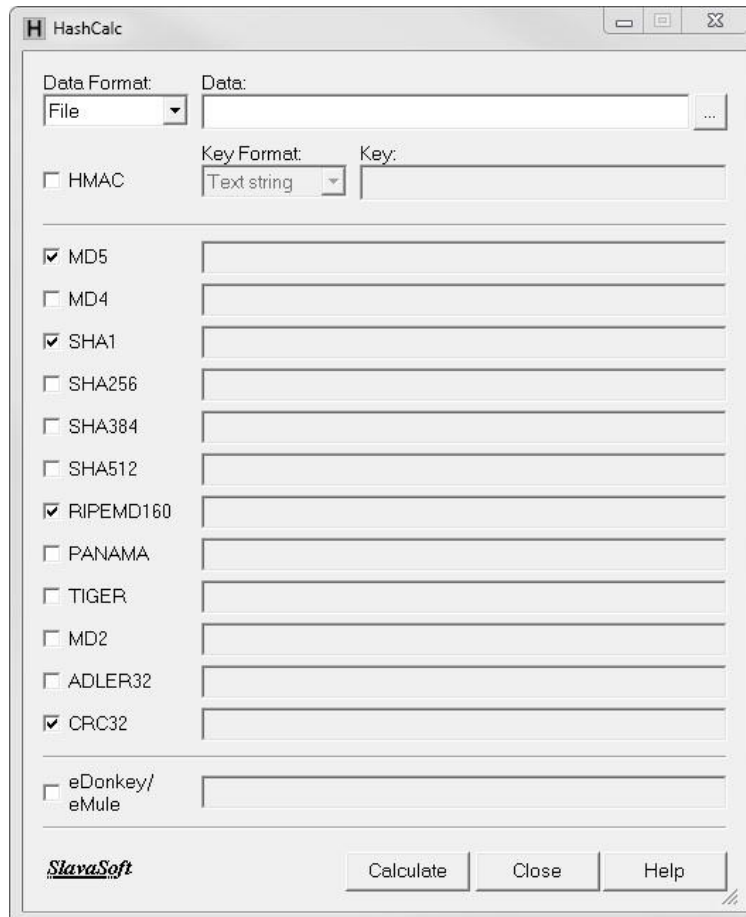 H HashCalc
Data Format: Data:
File ...
Key Format: Key:
HMAC Text string
MD5
MD4
SHA1
SHA256
SHA384
SHA512
RIPEMD160
PANAMA
TIGER
MD2
ADLER32
CRC32
eDonkey/
eMule
SlavaSoft Calculate Close Help